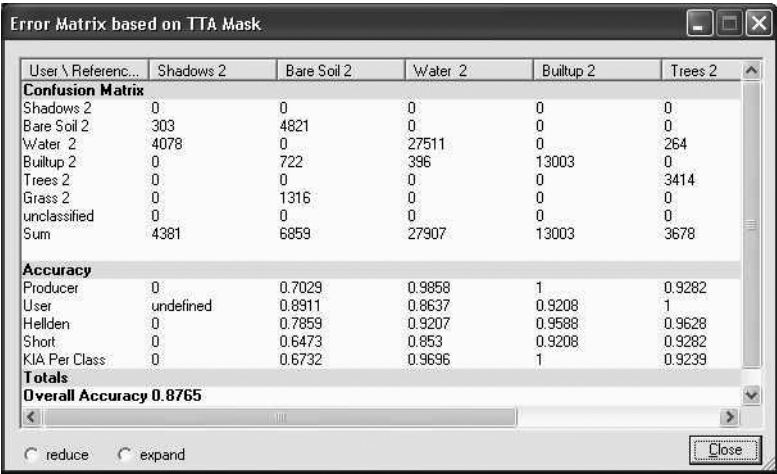 Error Matrix based on TTA Mask
User \ Referenc... Shadows 2 Bare Soil 2 Water 2 Builtup 2 Trees 2
Confusion Matrix
Shadows 2 0 0 0 0 0
Bare Soil 2 303 4821 0 0 0
Water 2 4078 0 27511 0 264
Builtup 2 0 722 396 13003 0
Trees 2 0 0 0 0 3414
Grass 2 0 1316 0 0 0
unclassified 0 0 0 0 0
Sum 4381 6859 27907 13003 3678
Accuracy
Producer 0 0.7029 0.9858 1 0.9282
User undefined 0.8911 0.8637 0.9208 1
Hellden 0 0.7859 0.9207 0.9588 0.9628
Short 0 0.6473 0.853 0.9208 0.9282
KIA Per Class 0 0.6732 0.9696 1 0.9239
Totals
Overall Accuracy 0.8765
reduce expand Close